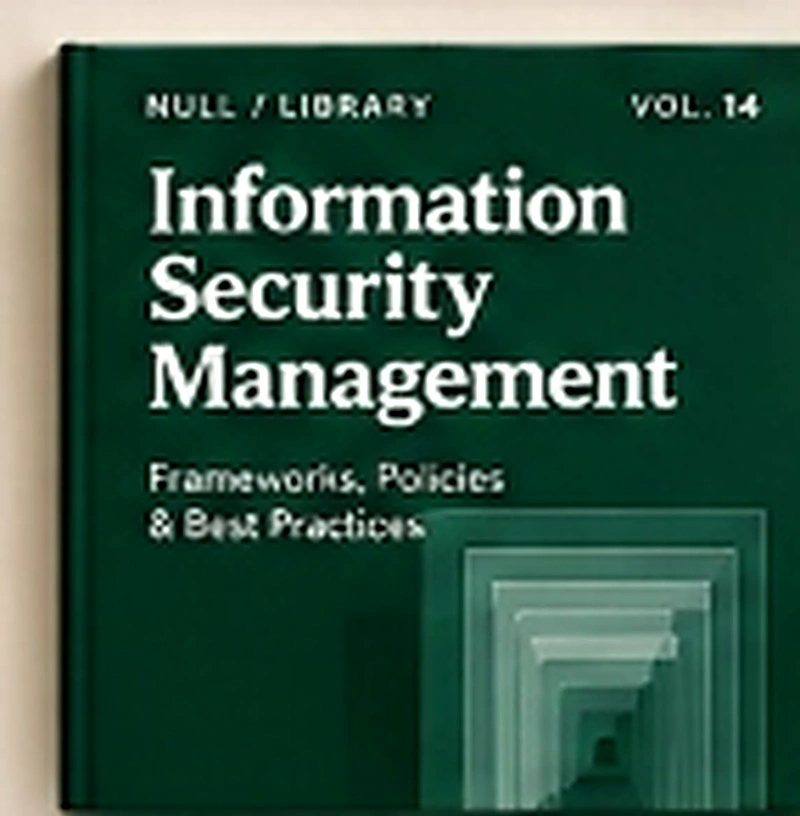 NULL / LIBRARY
VOL. 14
Information
Security
Management
Frameworks, Policies
& Best Practices